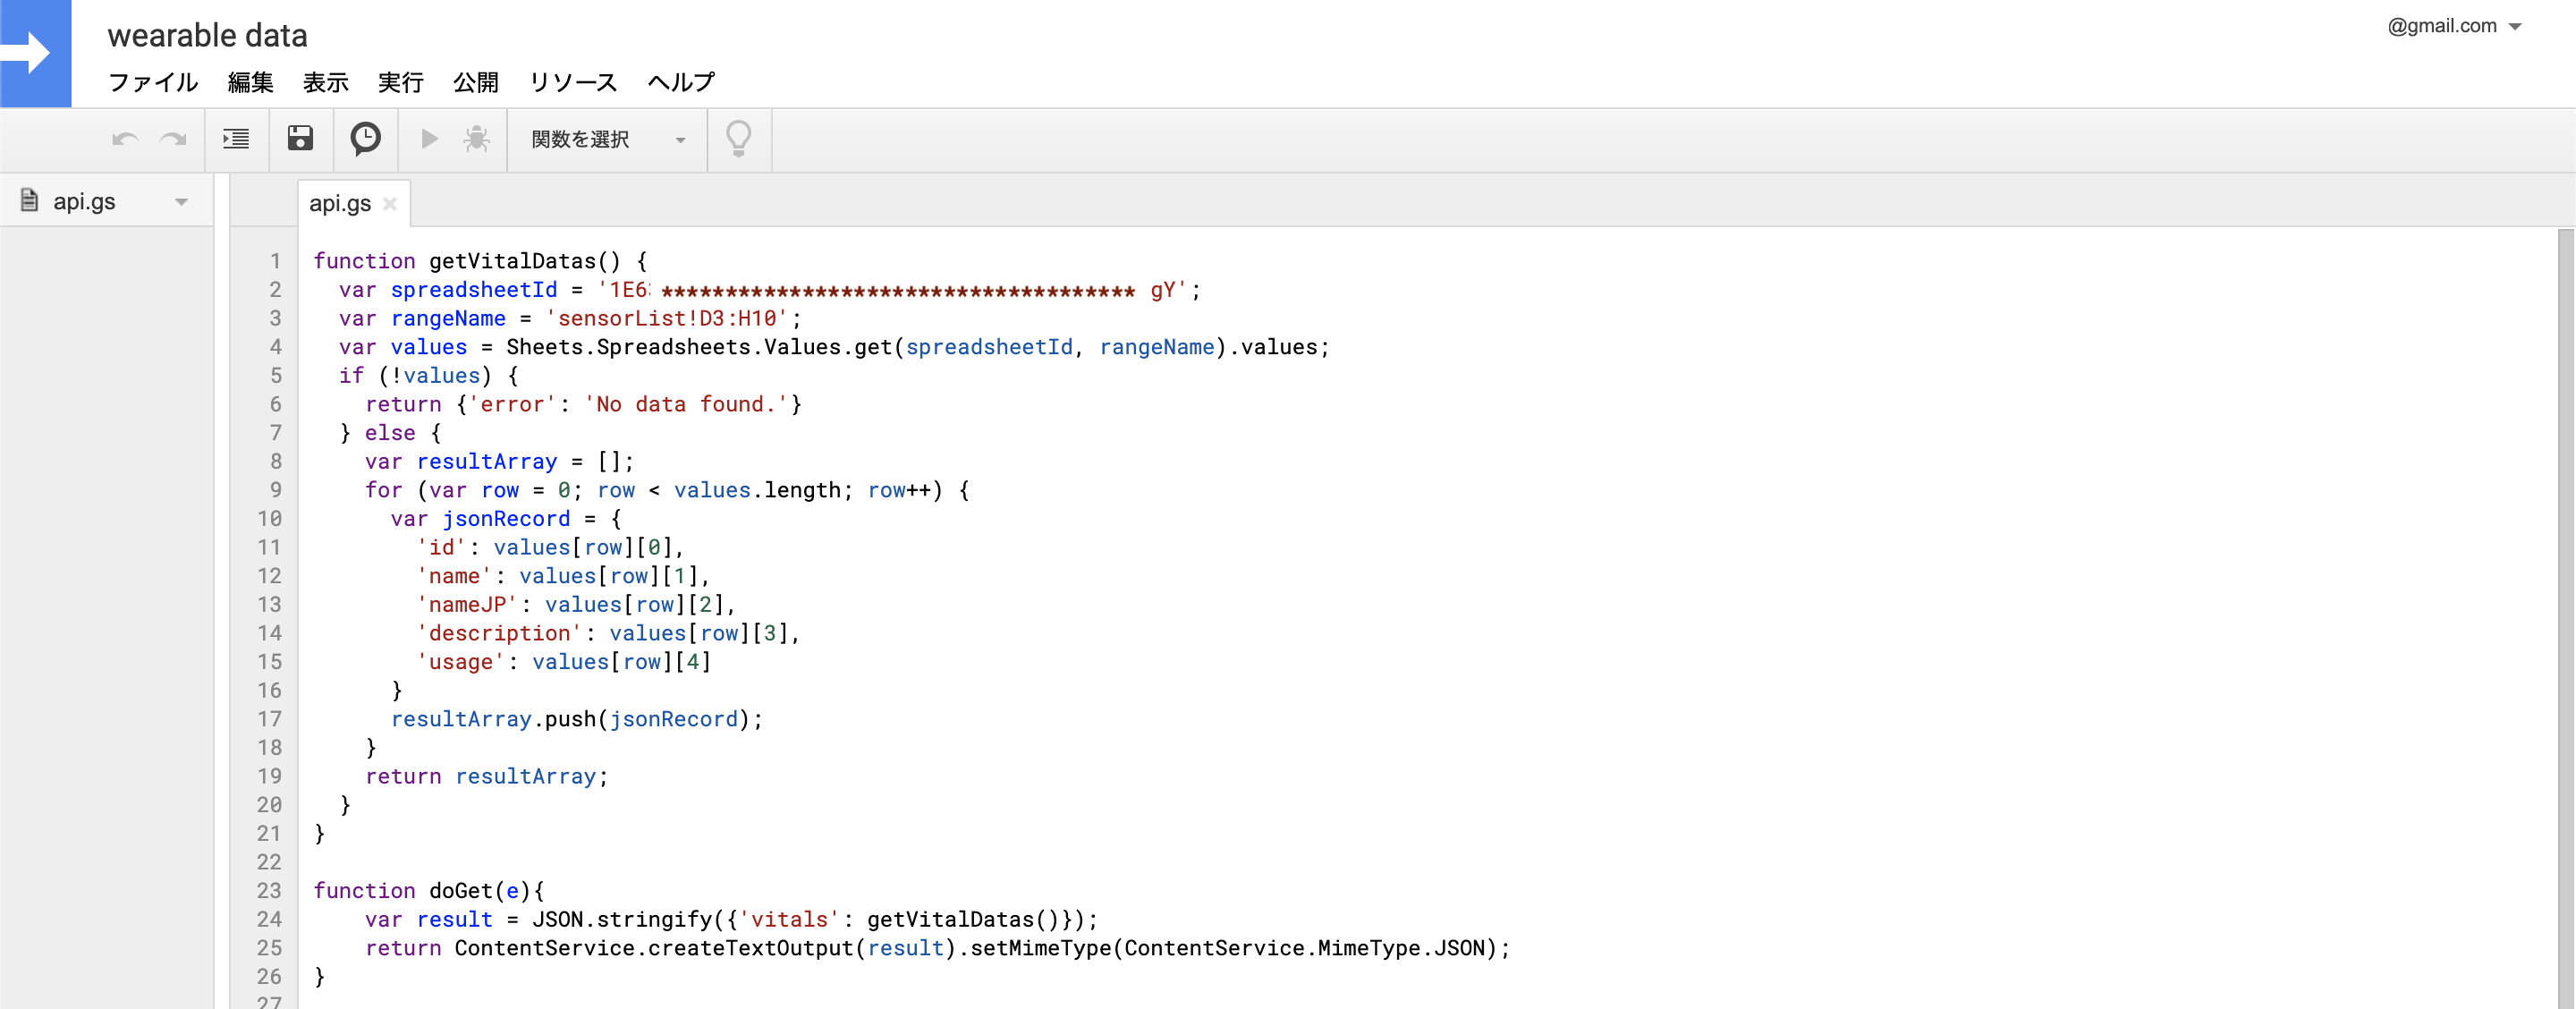 wearable data
@gmail.com
ファイル 編集 表示 実行 公開 リソース ヘルプ
関数を選択
api.gs
api.gs
1 function getVitalDatas() {
2 var spreadsheetId = '1E6 ************************************* gY';
3 var rangeName = 'sensorList!D3:H10';
4 var values = Sheets.Spreadsheets.Values.get(spreadsheetId, rangeName).values;
5 if (!values) {
6 return {'error': 'No data found.'}
7 } else {
8 var resultArray = [];
9 for (var row = 0; row < values.length; row++) {
10 var jsonRecord = {
11 'id': values[row][0],
12 'name': values[row][1],
13 'nameJP': values[row][2],
14 'description': values[row][3],
15 'usage': values[row][4]
16 }
17 resultArray.push(jsonRecord);
18 }
19 return resultArray;
20 }
21 }
22
23 function doGet(e){
24 var result = JSON.stringify({'vitals': getVitalDatas()});
25 return ContentService.createTextOutput(result).setMimeType(ContentService.MimeType.JSON);
26 }
27